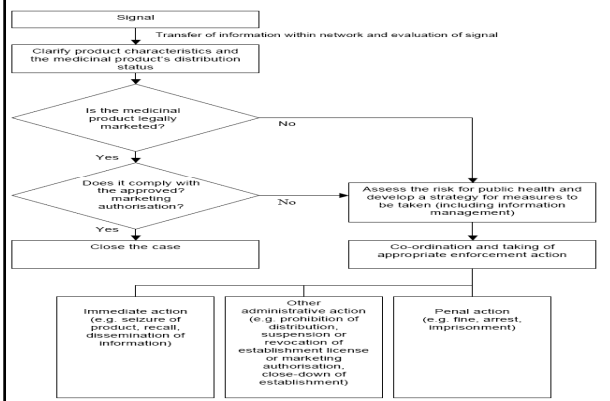 Signal
Transfer of information within network and evaluation of signal
Clarify product characteristics and
the medicinal product's distribution
status
Is the medicinal
product legally
marketed?
No
Yes
Does it comply with
the approved?
marketing
authorisation?
No
Yes
Assess the risk for public health and
develop a strategy for measures to
be taken (including information
management)
Close the case
Co-ordination and taking of
appropriate enforcement action
Immediate action
(e.g. seizure of
product, recall,
dissemination of
information)
Other
administrative action
(e.g. prohibition of
distribution,
suspension or
revocation of
establishment license
or marketing
authorisation,
close-down of
establishment)
Penal action
(e.g. fine, arrest,
imprisonment)